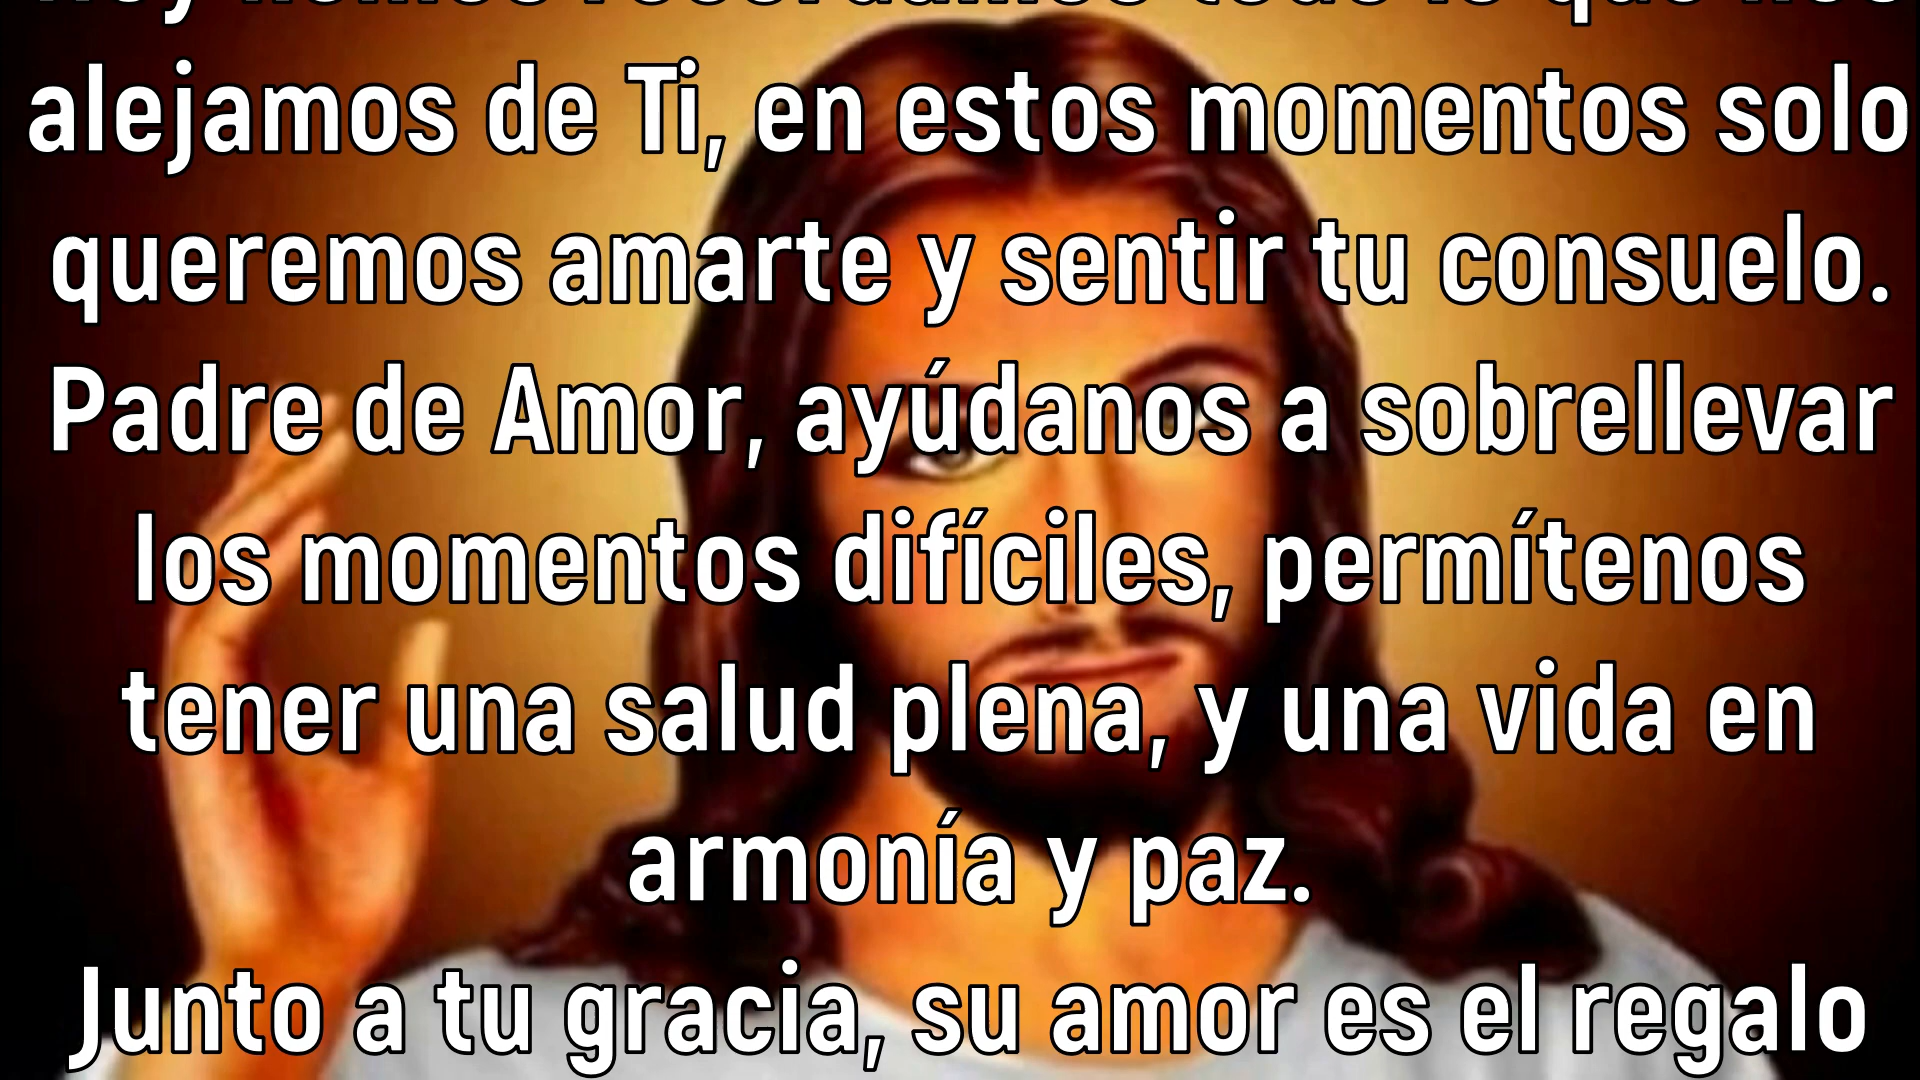 alejamos de Ti, en estos momentos solo
queremos amarte y sentir tu consuelo.
Padre de Amor, ayúdanos a sobrellevar
los momentos difíciles, permítenos
tener una salud plena, y una vida en
armonía y paz.
Junto a tu gracia, su amor es el regalo